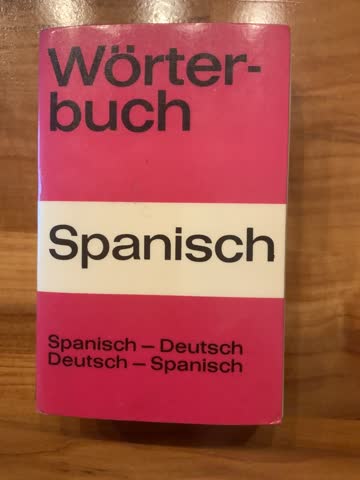 Wörter-
buch
Spanisch
Spanisch – Deutsch
Deutsch – Spanisch